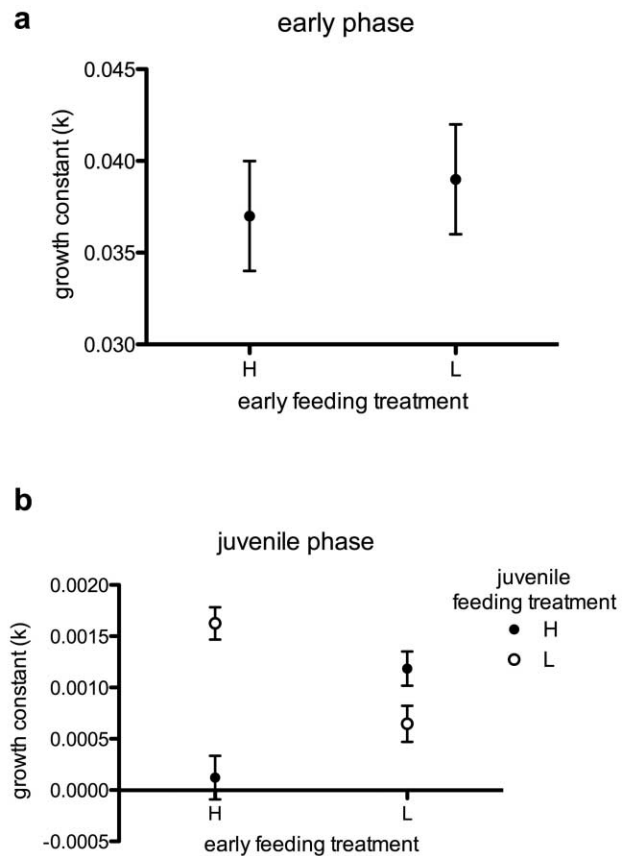 a
early phase
growth constant (k)
0.045
0.040
0.035
0.030
H
L
early feeding treatment
b
juvenile phase
growth constant (k)
0.0020
0.0015
0.0010
0.0005
0.0000
-0.0005
H
L
early feeding treatment
juvenile
feeding treatment
H
L